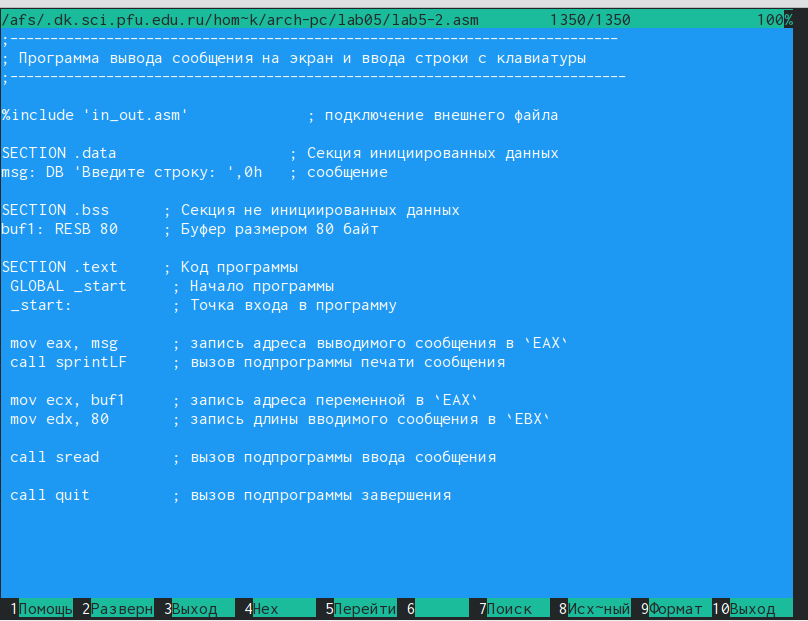 /afs/.dk.sci.pfu.edu.ru/hom~k/arch-pc/lab05/lab5-2.asm 1350/1350 100%
;-------------------------------------------------------------------
; Программа вывода сообщения на экран и ввода строки с клавиатуры
;--------------------------------------------------------------------
%include 'in_out.asm' ; подключение внешнего файла
SECTION .data ; Секция инициированных данных
msg: DB 'Введите строку: ',0h ; сообщение
SECTION .bss ; Секция не инициированных данных
buf1: RESB 80 ; Буфер размером 80 байт
SECTION .text ; Код программы
GLOBAL _start ; Начало программы
_start: ; Точка входа в программу
mov eax, msg ; запись адреса выводимого сообщения в `EAX`
call sprintLF ; вызов подпрограммы печати сообщения
mov ecx, buf1 ; запись адреса переменной в `EAX`
mov edx, 80 ; запись длины вводимого сообщения в `EBX`
call sread ; вызов подпрограммы ввода сообщения
call quit ; вызов подпрограммы завершения
1Помощь 2Разверн 3Выход 4Hex 5Перейти 6 7Поиск 8Исх~ный 9Формат 10Выход